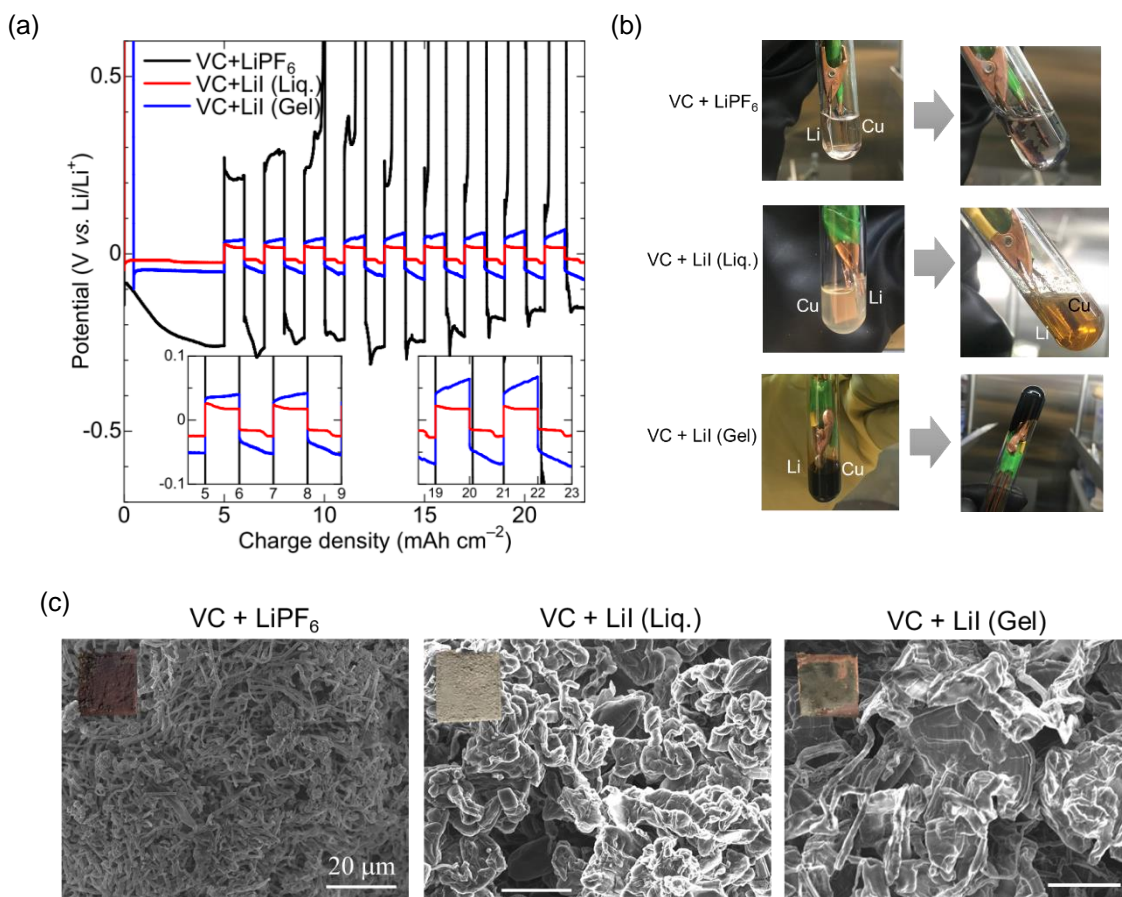 (a)
0.5
0
-0.5
Potential (V vs. Li/Li⁺)
VC+LiPF₆
VC+LiI (Liq.)
VC+LiI (Gel)
0.1
0
-0.1
5 6 7 8 9
19 20 21 22 23
0 5 10 15 20
Charge density (mAh cm⁻²)
(b)
VC + LiPF₆
Li
Cu
VC + LiI (Liq.)
Cu
Li
Cu
Li
VC + LiI (Gel)
Li
Cu
(c)
VC + LiPF₆
VC + LiI (Liq.)
VC + LiI (Gel)
20 μm